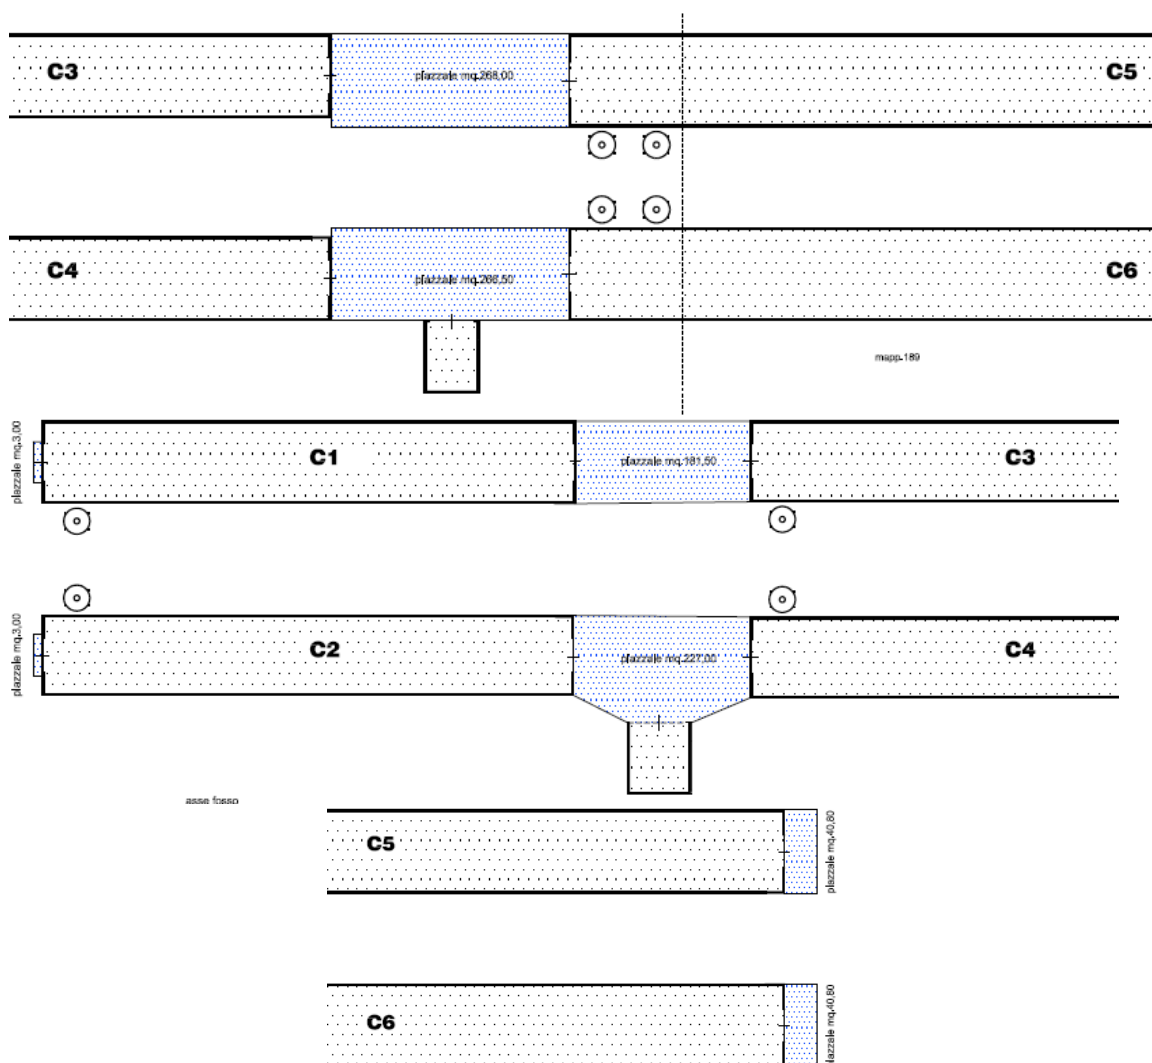 C3
piazzale mq.268,00
C5
C4
piazzale mq.266,50
C6
mapp.189
piazzale mq.3,00
C1
piazzale mq.181,50
C3
piazzale mq.3,00
C2
piazzale mq.227,00
C4
asse fosso
C5
piazzale mq.40,80
C6
piazzale mq.40,80